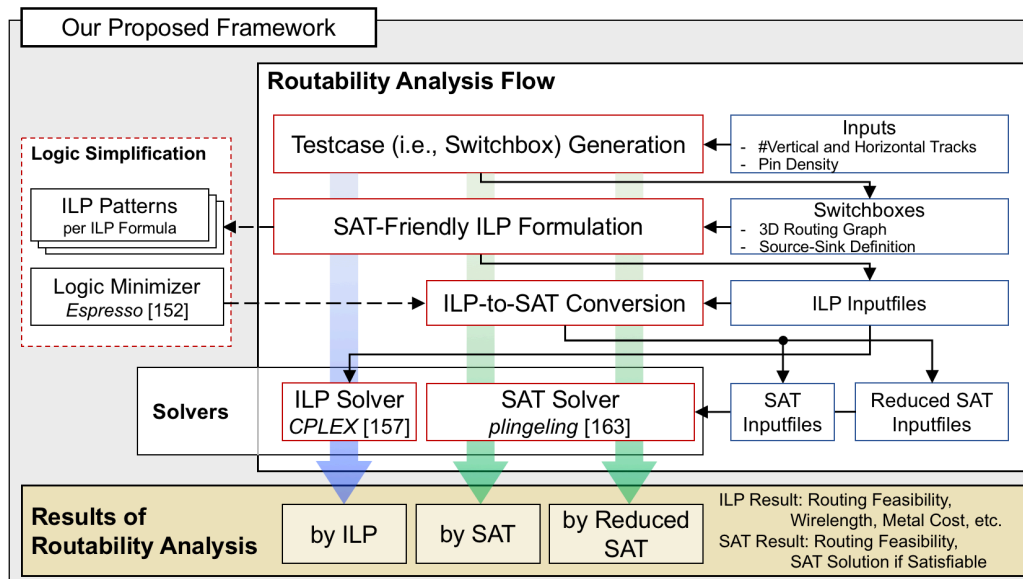 Our Proposed Framework
Routability Analysis Flow
Testcase (i.e., Switchbox) Generation
Inputs
- #Vertical and Horizontal Tracks
- Pin Density
Logic Simplification
ILP Patterns
per ILP Formula
SAT-Friendly ILP Formulation
Switchboxes
- 3D Routing Graph
- Source-Sink Definition
Logic Minimizer
Espresso [152]
ILP-to-SAT Conversion
ILP Inputfiles
Solvers
ILP Solver
CPLEX [157]
SAT Solver
plingeling [163]
SAT
Inputfiles
Reduced SAT
Inputfiles
Results of
Routability Analysis
by ILP
by SAT
by Reduced
SAT
ILP Result: Routing Feasibility,
Wirelength, Metal Cost, etc.
SAT Result: Routing Feasibility,
SAT Solution if Satisfiable